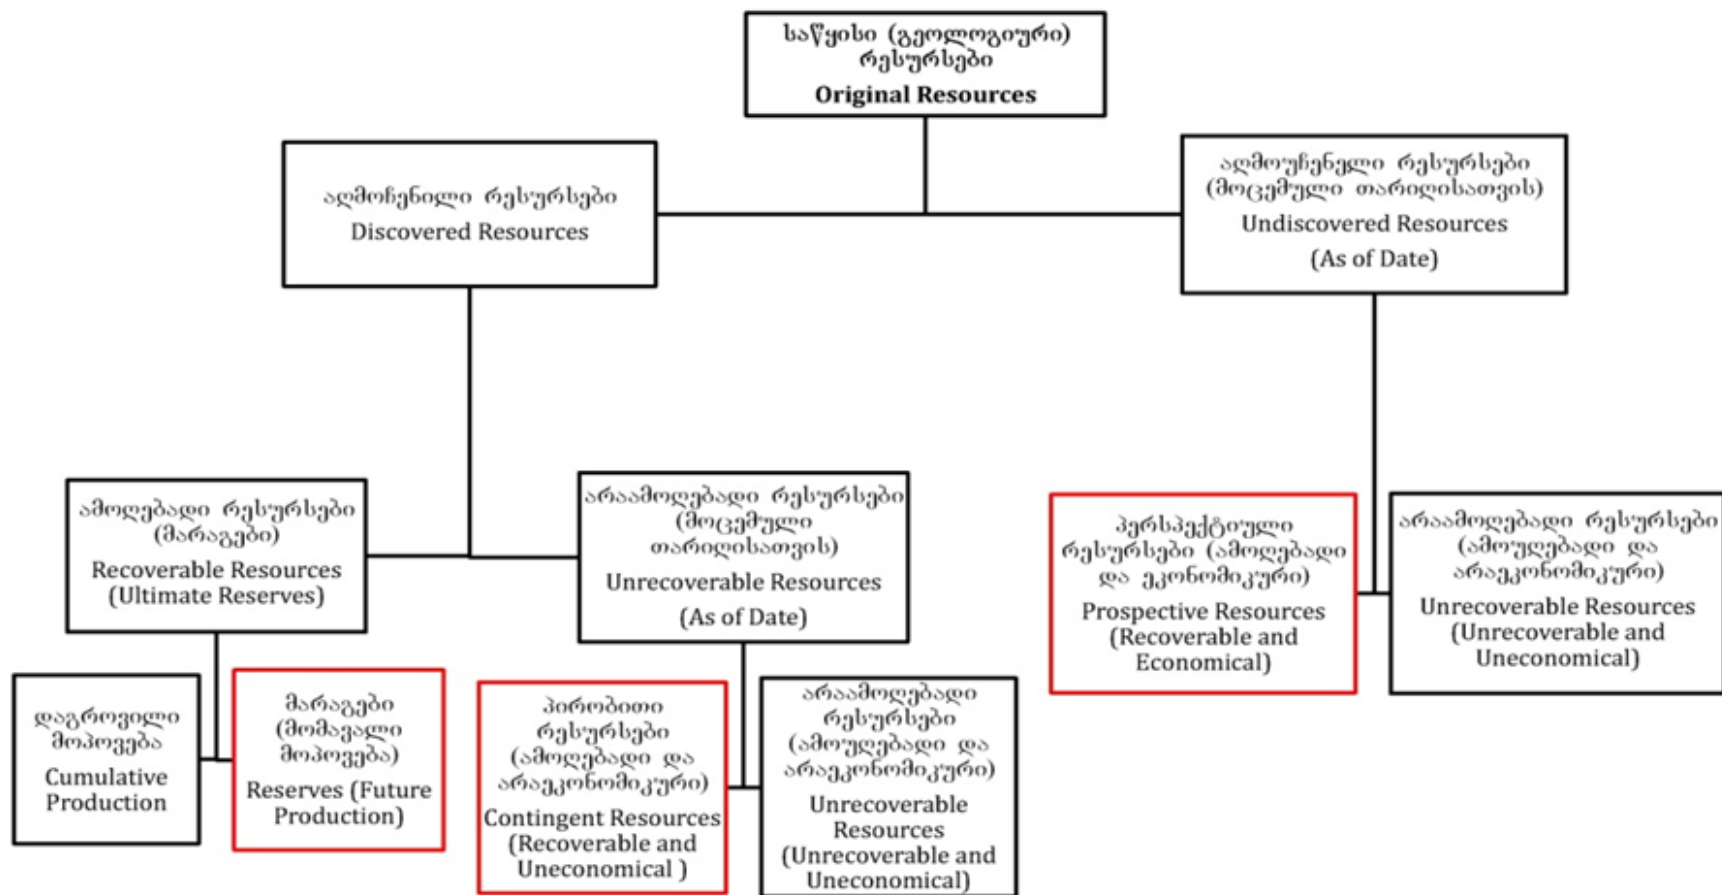 საწყისი (გეოლოგიური)
რესურსები
Original Resources
აღმოჩენილი რესურსები
Discovered Resources
აღმოუჩენელი რესურსები
(მოცემული თარიღისათვის)
Undiscovered Resources
(As of Date)
ამოღებადი რესურსები
(მარაგები)
Recoverable Resources
(Ultimate Reserves)
არაამოღებადი რესურსები
(მოცემული
თარიღისათვის)
Unrecoverable Resources
(As of Date)
პერსპექტიული
რესურსები (ამოღებადი
და ეკონომიკური)
Prospective Resources
(Recoverable and
Economical)
არაამოღებადი რესურსები
(ამოუღებადი და
არაეკონომიკური)
Unrecoverable Resources
(Unrecoverable and
Uneconomical)
დაგროვილი
მოპოვება
Cumulative
Production
მარაგები
(მომავალი
მოპოვება)
Reserves (Future
Production)
პირობითი
რესურსები
(ამოღებადი და
არაეკონომიკური)
Contingent Resources
(Recoverable and
Uneconomical )
არაამოღებადი
რესურსები
(ამოუღებადი და
არაეკონომიკური)
Unrecoverable
Resources
(Unrecoverable and
Uneconomical)